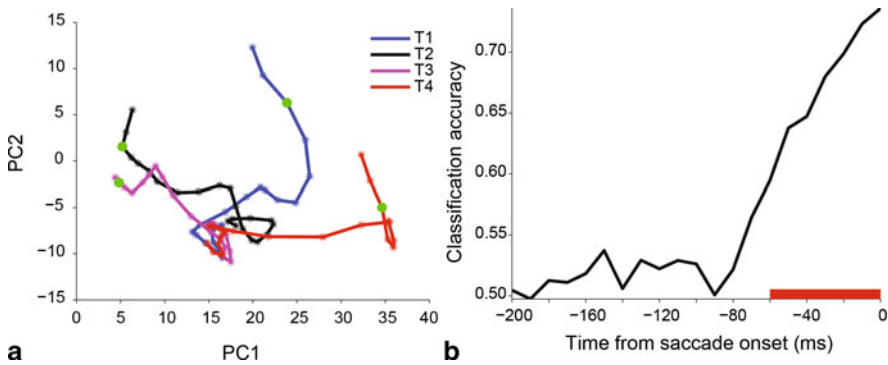 15
10
5
0
−5
−10
−15
PC2
0 5 10 15 20 25 30 35 40
PC1
T1
T2
T3
T4
a
0.70
0.65
0.60
0.55
0.50
Classification accuracy
−200 −160 −120 −80 −40 0
Time from saccade onset (ms)
b